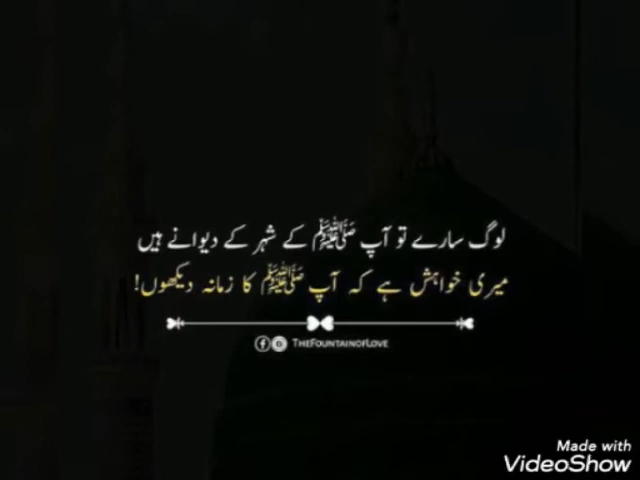 لوگ سارے تو آپ ﷺ کے شہر کے دیوانے ہیں
میری خواہش ہے کہ آپ ﷺ کا زمانہ دیکھوں!
THEFOUNTAINOFLOVE
Made with
VideoShow